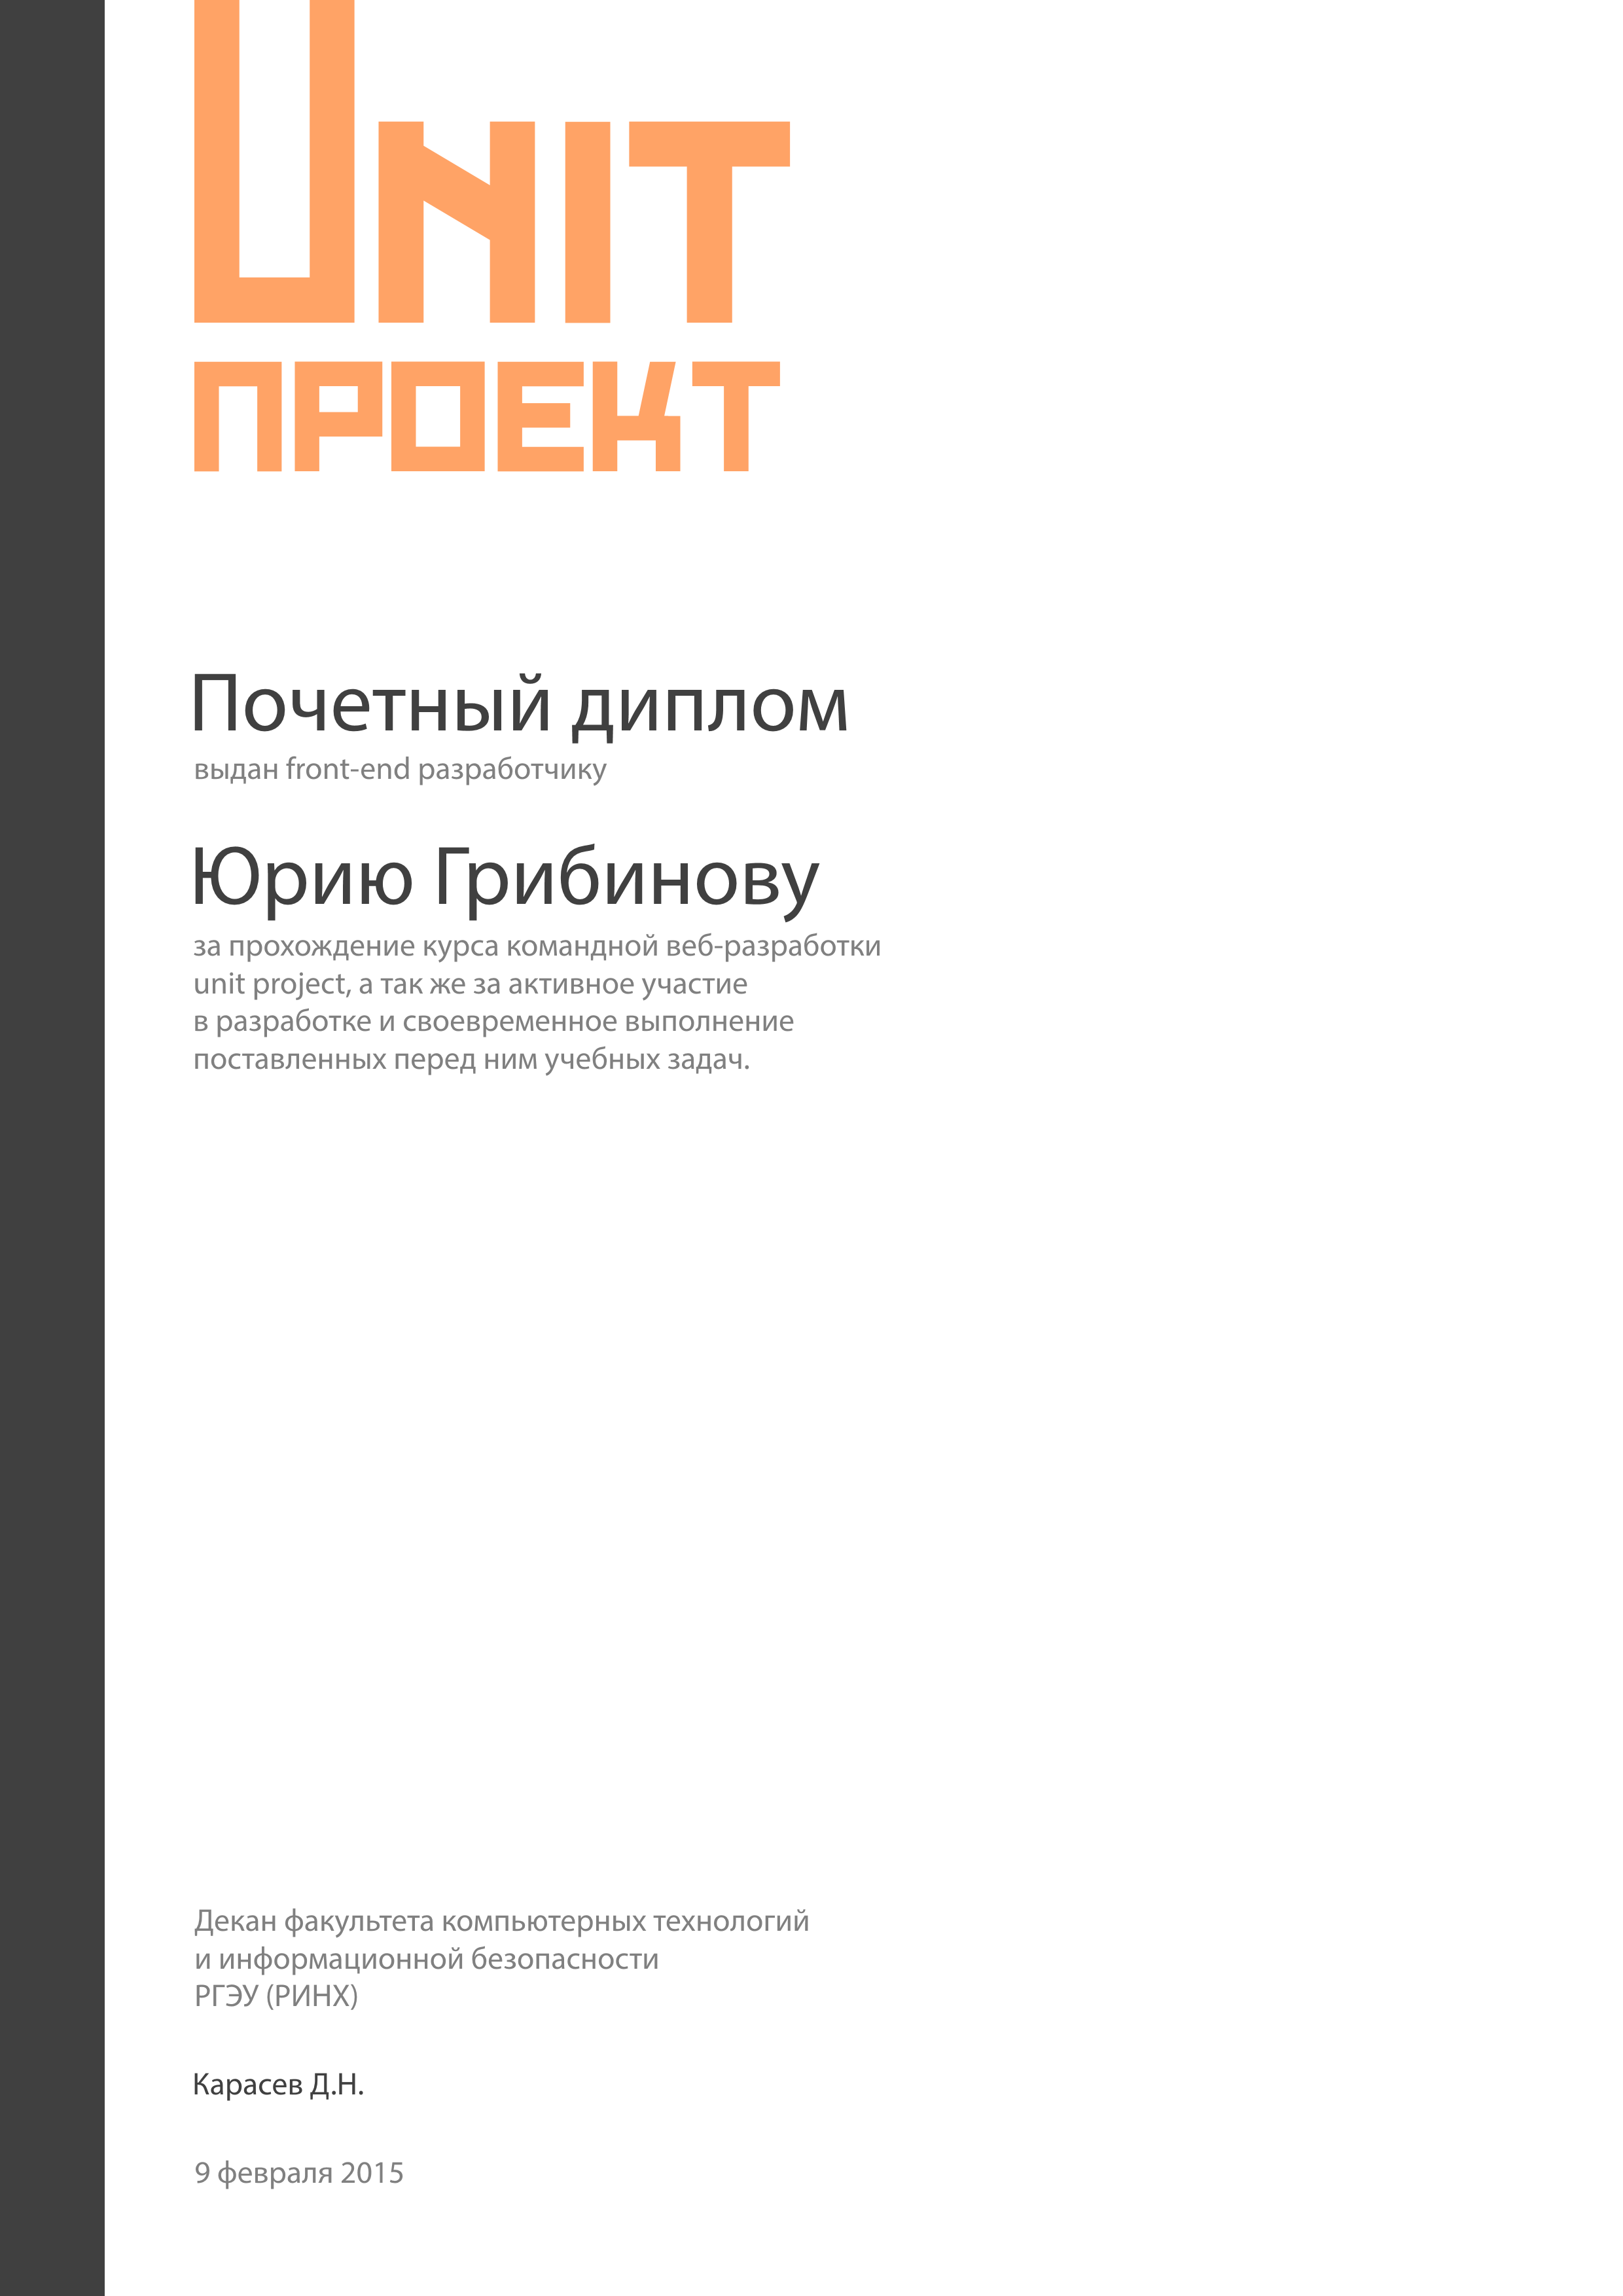 UNIT
ПРОЕКТ
Почетный диплом
выдан front-end разработчику
Юрию Грибинову
за прохождение курса командной веб-разработки
unit project, а так же за активное участие
в разработке и своевременное выполнение
поставленных перед ним учебных задач.
Декан факультета компьютерных технологий
и информационной безопасности
РГЭУ (РИНХ)
Карасев Д.Н.
9 февраля 2015